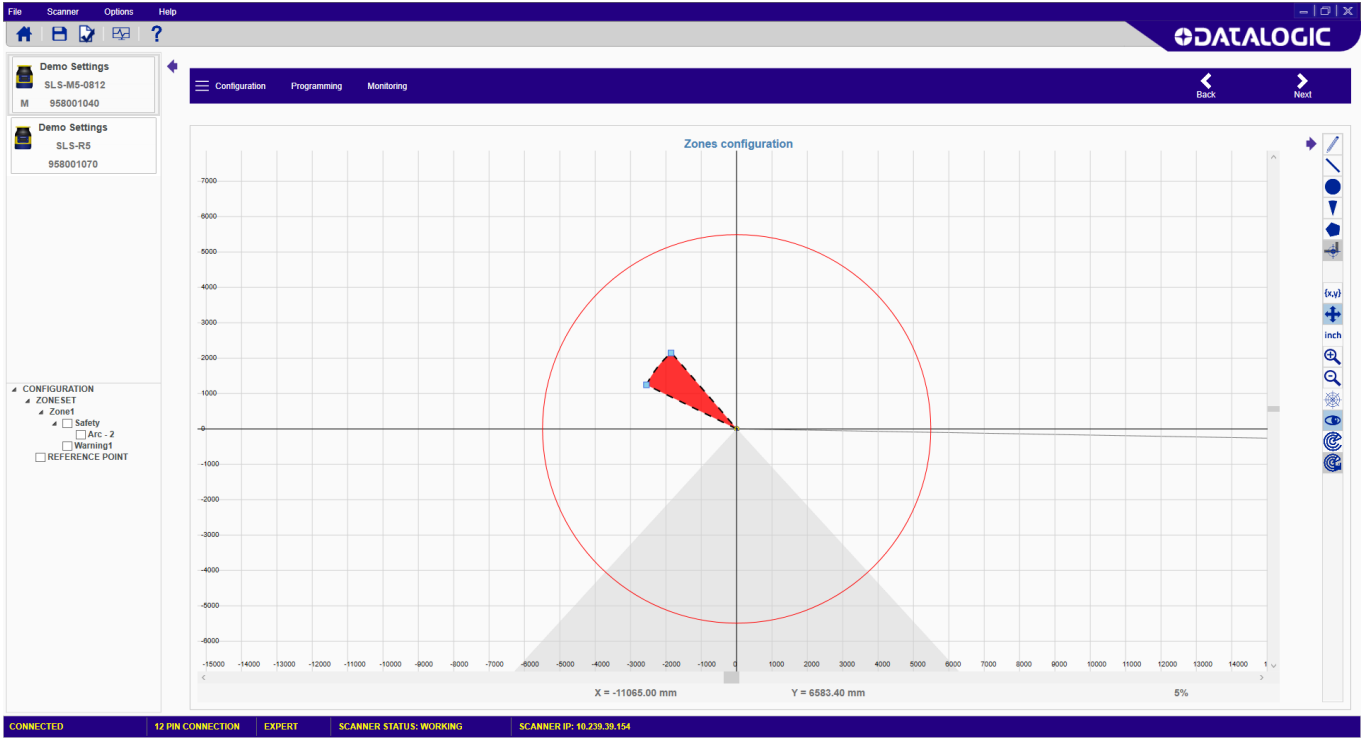 File Scanner Options Help
DATALOGIC
Demo Settings
SLS-M5-0812
M 958001040
Demo Settings
SLS-R5
958001070
CONFIGURATION
ZONESET
Zone1
Safety
Arc - 2
Warning1
REFERENCE POINT
Configuration Programming Monitoring Back Next
Zones configuration
7000
6000
5000
4000
3000
2000
1000
0
-1000
-2000
-3000
-4000
-5000
-6000
-15000 -14000 -13000 -12000 -11000 -10000 -9000 -8000 -7000 -6000 -5000 -4000 -3000 -2000 -1000 0 1000 2000 3000 4000 5000 6000 7000 8000 9000 10000 11000 12000 13000 14000 1
X = -11065.00 mm Y = 6583.40 mm 5%
{x,y}
inch
CONNECTED 12 PIN CONNECTION EXPERT SCANNER STATUS: WORKING SCANNER IP: 10.239.39.154